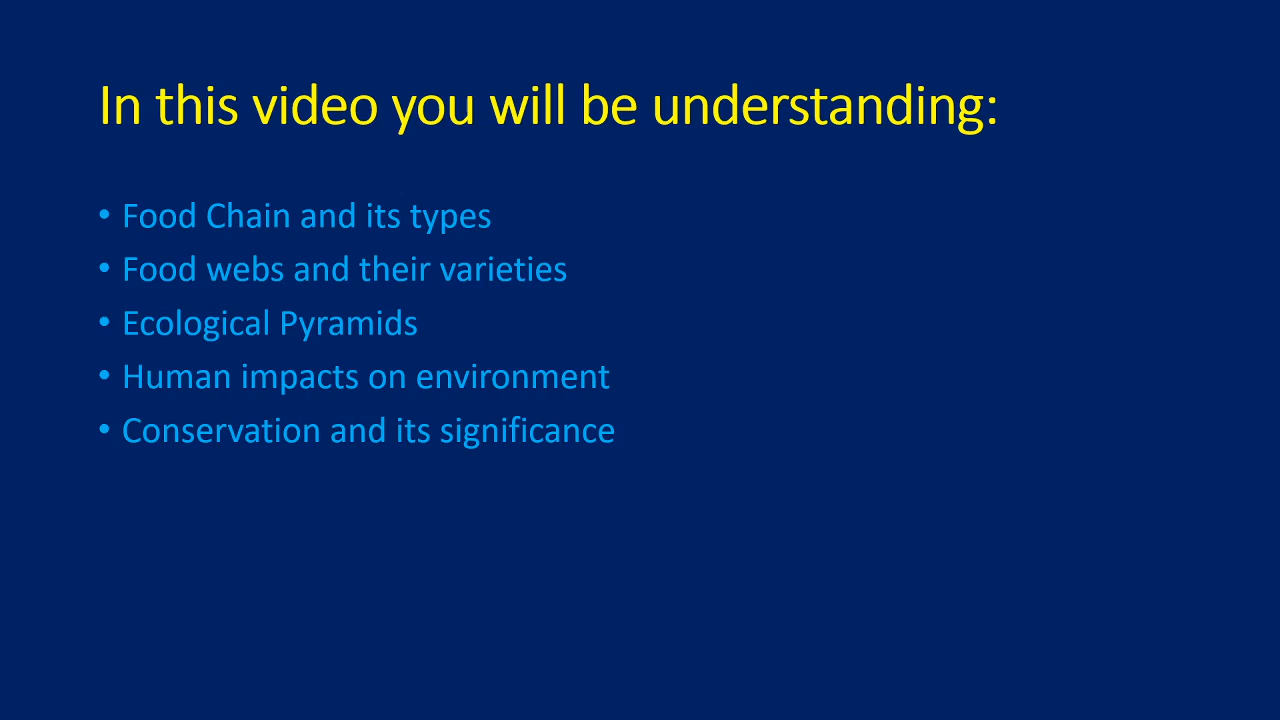 In this video you will be understanding:
• Food Chain and its types
• Food webs and their varieties
• Ecological Pyramids
• Human impacts on environment
• Conservation and its significance